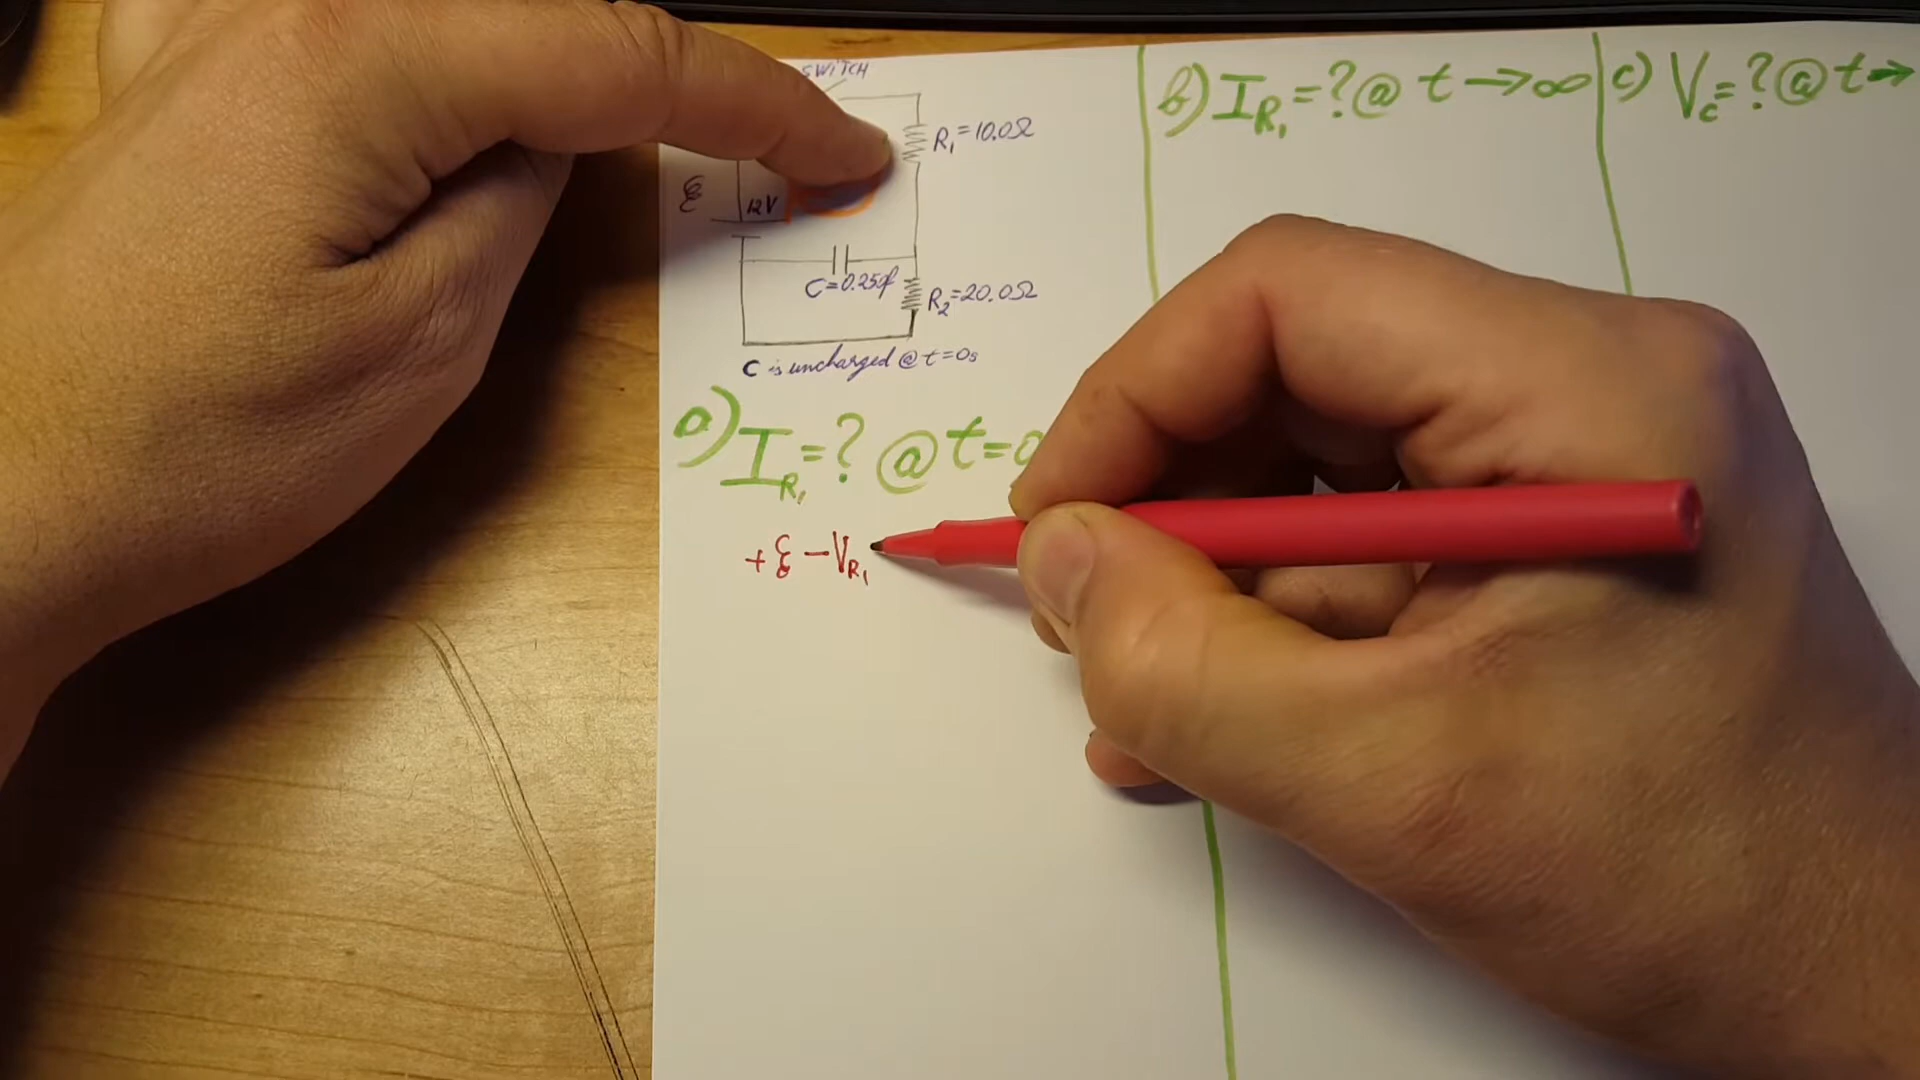 SWITCH
R₁=10.0Ω
ℰ
12V
C=0.25f
R₂=20.0Ω
C is uncharged @ t=0s
a) I_R₁=? @ t=0
+ℰ-V_R₁
b) I_R₁=? @ t→∞
c) V_C=? @ t→